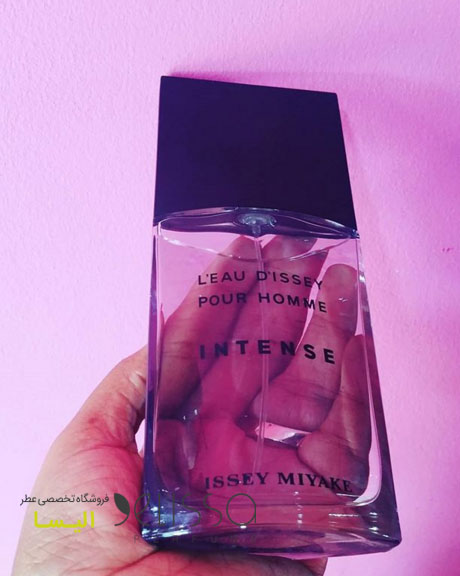 L'EAU D'ISSEY
POUR HOMME
INTENSE
ISSEY MIYAKE
فروشگاه تخصصی عطر
الیسا